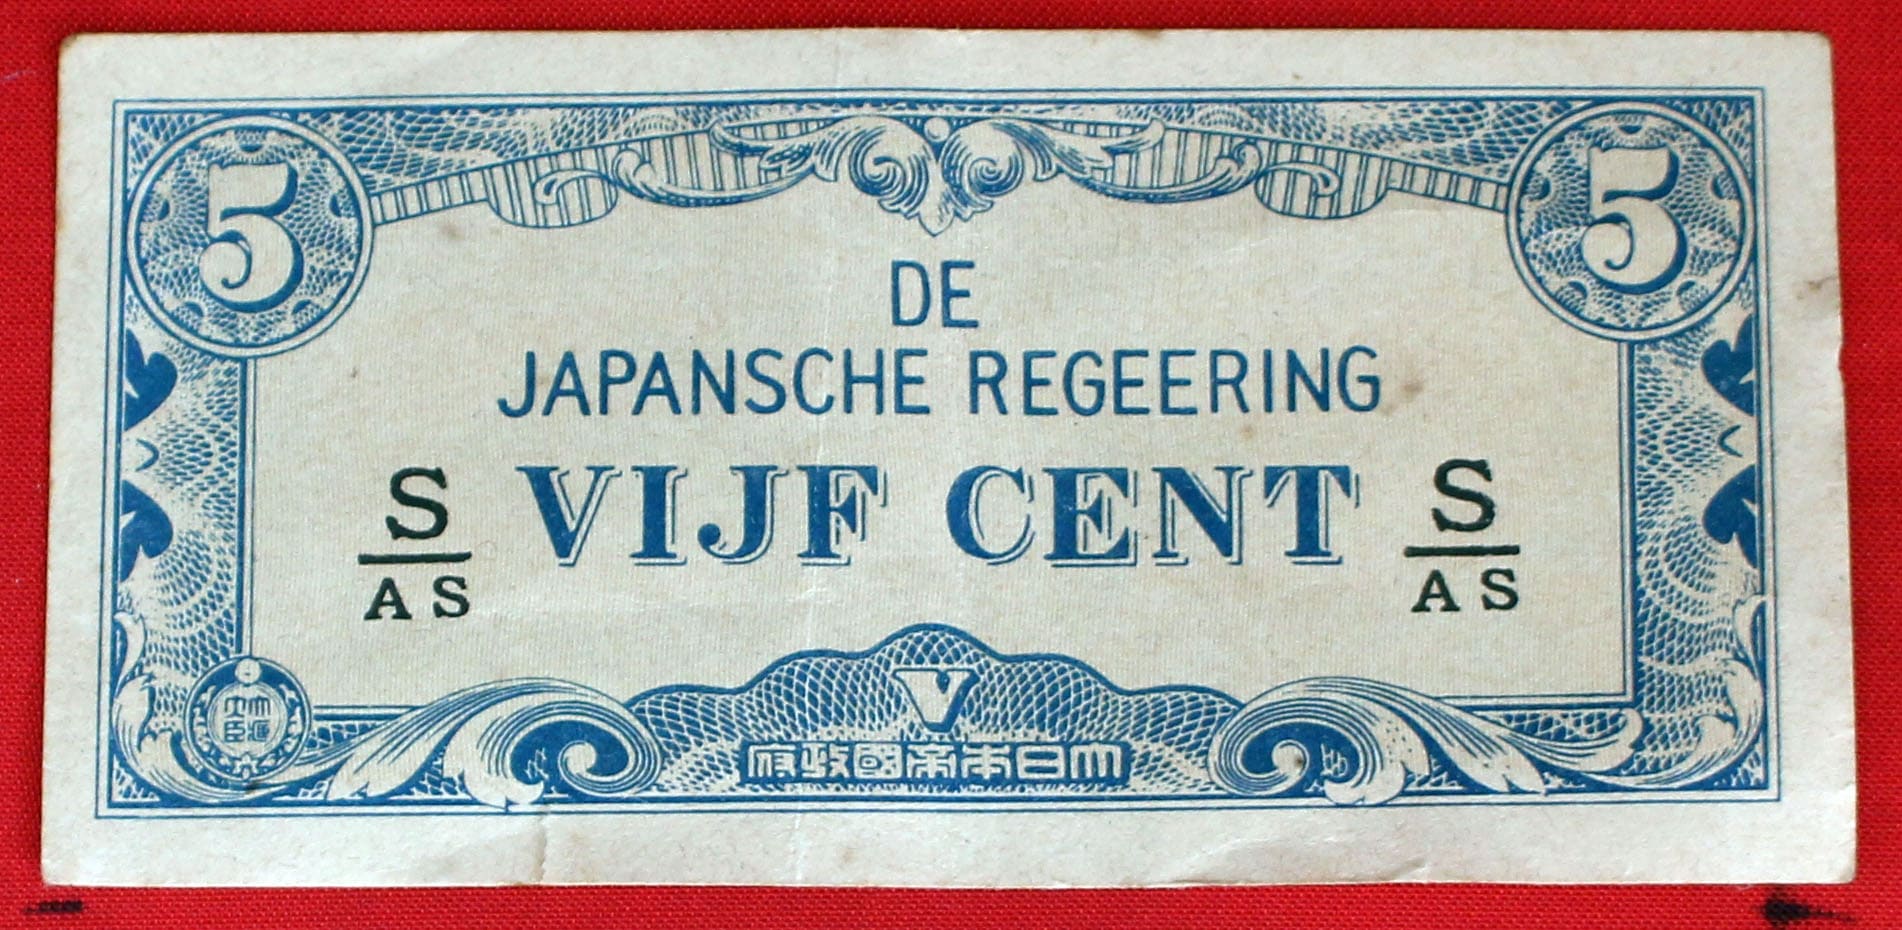 5 5
DE
JAPANSCHE REGEERING
S VIJF CENT S
AS AS
V
府政國帝本日大